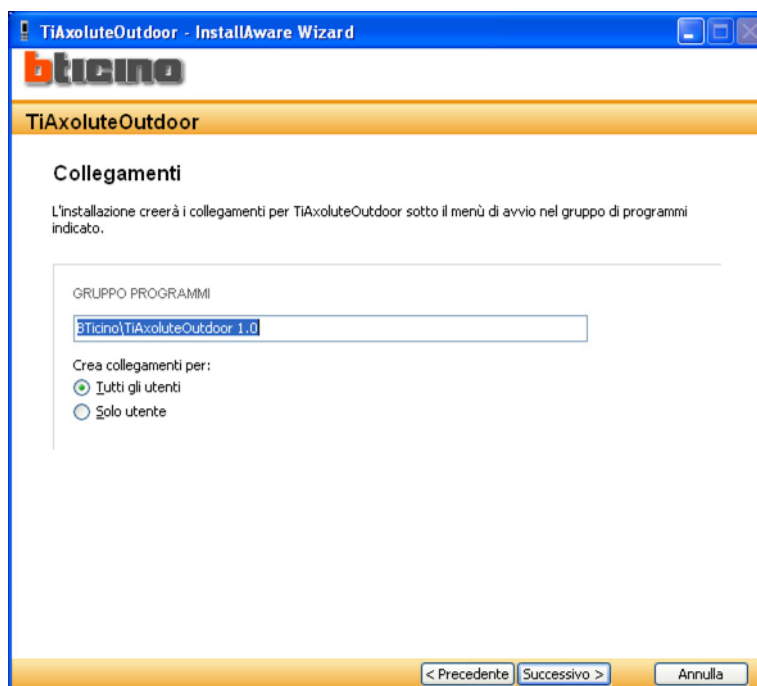 TiAxoluteOutdoor - InstallAware Wizard
bticino
TiAxoluteOutdoor
Collegamenti
L'installazione creerà i collegamenti per TiAxoluteOutdoor sotto il menù di avvio nel gruppo di programmi
indicato.
GRUPPO PROGRAMMI
BTicino\TiAxoluteOutdoor 1.0
Crea collegamenti per:
Tutti gli utenti
Solo utente
< Precedente Successivo > Annulla